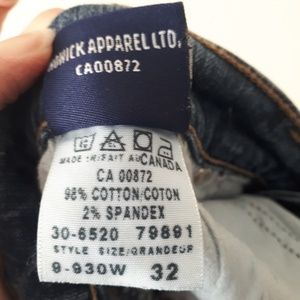 APPAREL LTD.
CA00872
MADE IN/FAIT AU CANADA
CA 00872
98% COTTON/COTON
2% SPANDEX
30-6520 79891
STYLE SIZE/GRANDEUR
9-930W 32